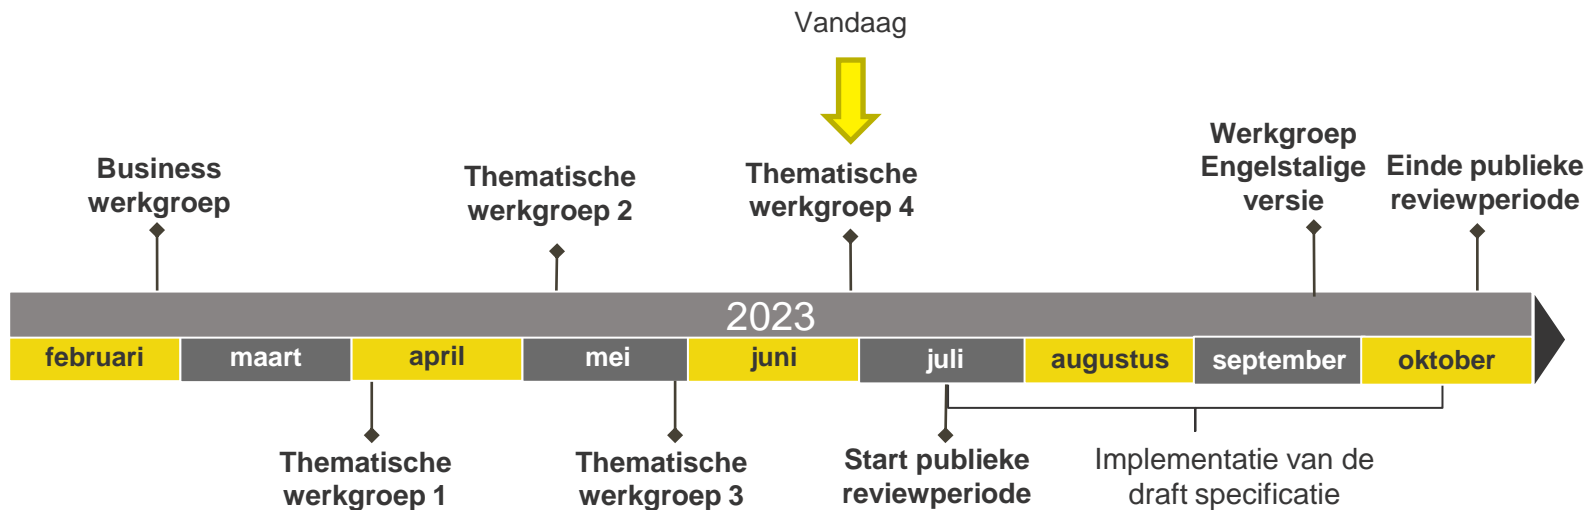 Vandaag
Business
werkgroep
Thematische
werkgroep 2
Thematische
werkgroep 4
Werkgroep
Engelstalige
versie
Einde publieke
reviewperiode
2023
februari maart april mei juni juli augustus september oktober
Thematische
werkgroep 1
Thematische
werkgroep 3
Start publieke
reviewperiode
Implementatie van de
draft specificatie